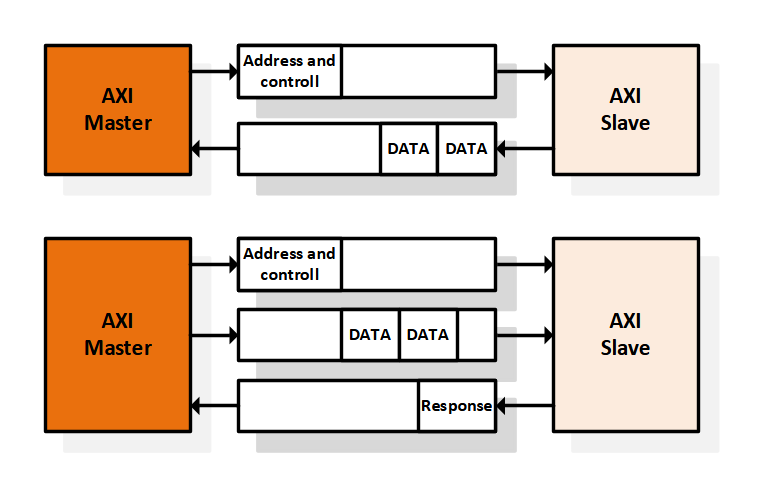 AXI
Master
Address and
controll
AXI
Slave
DATA DATA
AXI
Master
Address and
controll
AXI
Slave
DATA DATA
Response